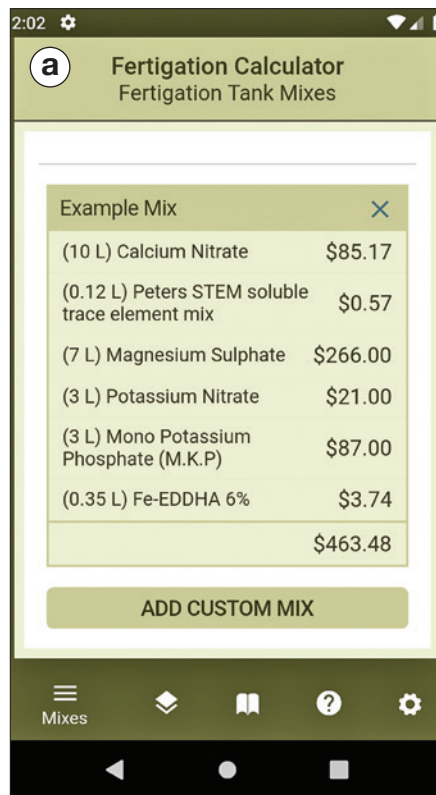 2:02
a
Fertigation Calculator
Fertigation Tank Mixes
Example Mix
(10 L) Calcium Nitrate $85.17
(0.12 L) Peters STEM soluble
trace element mix $0.57
(7 L) Magnesium Sulphate $266.00
(3 L) Potassium Nitrate $21.00
(3 L) Mono Potassium
Phosphate (M.K.P) $87.00
(0.35 L) Fe-EDDHA 6% $3.74
$463.48
ADD CUSTOM MIX
Mixes